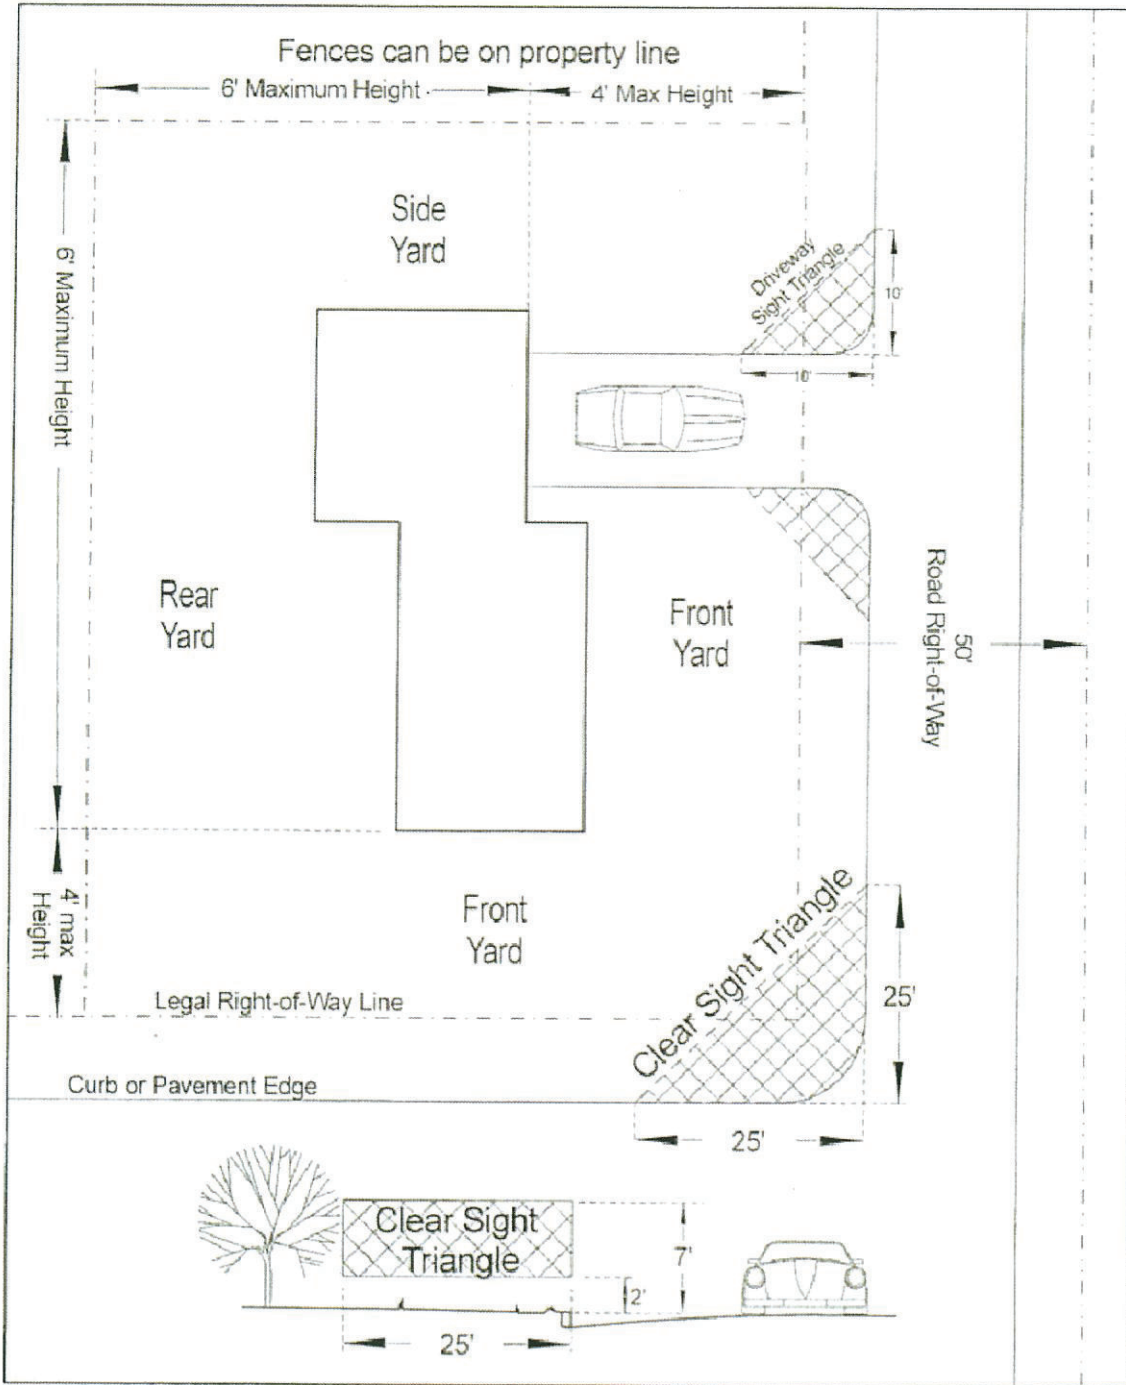 Fences can be on property line
6' Maximum Height
4' Max Height
Side
Yard
6' Maximum Height
Driveway
Sight Triangle
10'
10'
Rear
Yard
Front
Yard
50'
Road Right-of-Way
4' max
Height
Front
Yard
Clear Sight Triangle
25'
Legal Right-of-Way Line
Curb or Pavement Edge
25'
Clear Sight
Triangle
7'
2'
25'